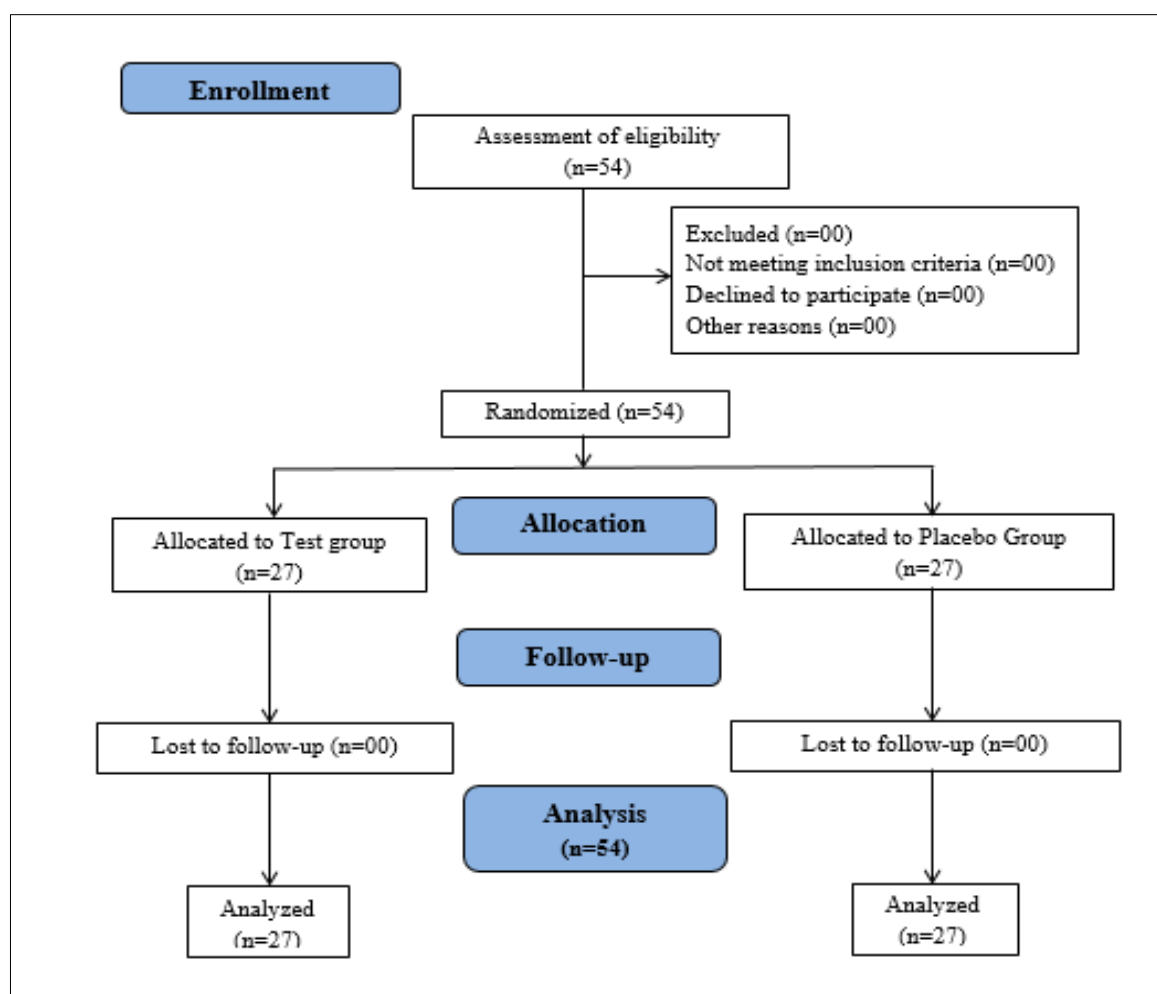 Enrollment
Assessment of eligibility
(n=54)
Excluded (n=00)
Not meeting inclusion criteria (n=00)
Declined to participate (n=00)
Other reasons (n=00)
Randomized (n=54)
Allocation
Allocated to Test group
(n=27)
Allocated to Placebo Group
(n=27)
Follow-up
Lost to follow-up (n=00)
Lost to follow-up (n=00)
Analysis
(n=54)
Analyzed
(n=27)
Analyzed
(n=27)